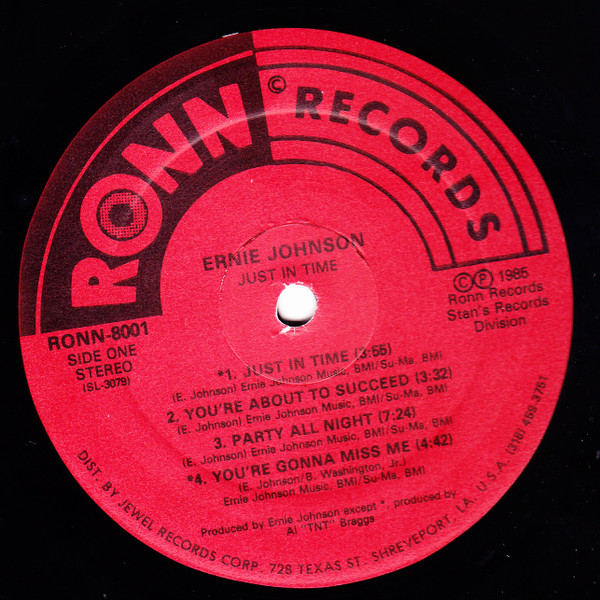 RONN © RECORDS
ERNIE JOHNSON
JUST IN TIME
RONN-8001
SIDE ONE
STEREO
(SL-3079)
©℗ 1985
Ronn Records
Stan's Records
Division
*1. JUST IN TIME (3:55)
(E. Johnson) Ernie Johnson Music, BMI/Su-Ma, BMI
2. YOU'RE ABOUT TO SUCCEED (3:32)
(E. Johnson) Ernie Johnson Music, BMI/Su-Ma, BMI
3. PARTY ALL NIGHT (7:24)
(E. Johnson) Ernie Johnson Music, BMI/Su-Ma, BMI
*4. YOU'RE GONNA MISS ME (4:42)
(E. Johnson/B. Washington, Jr.)
Ernie Johnson Music, BMI/Su-Ma, BMI
Produced by Ernie Johnson except *, produced by
Al "TNT" Braggs
DIST. BY JEWEL RECORDS CORP. 728 TEXAS ST. SHREVEPORT, LA. U.S.A. (318) 459-3751